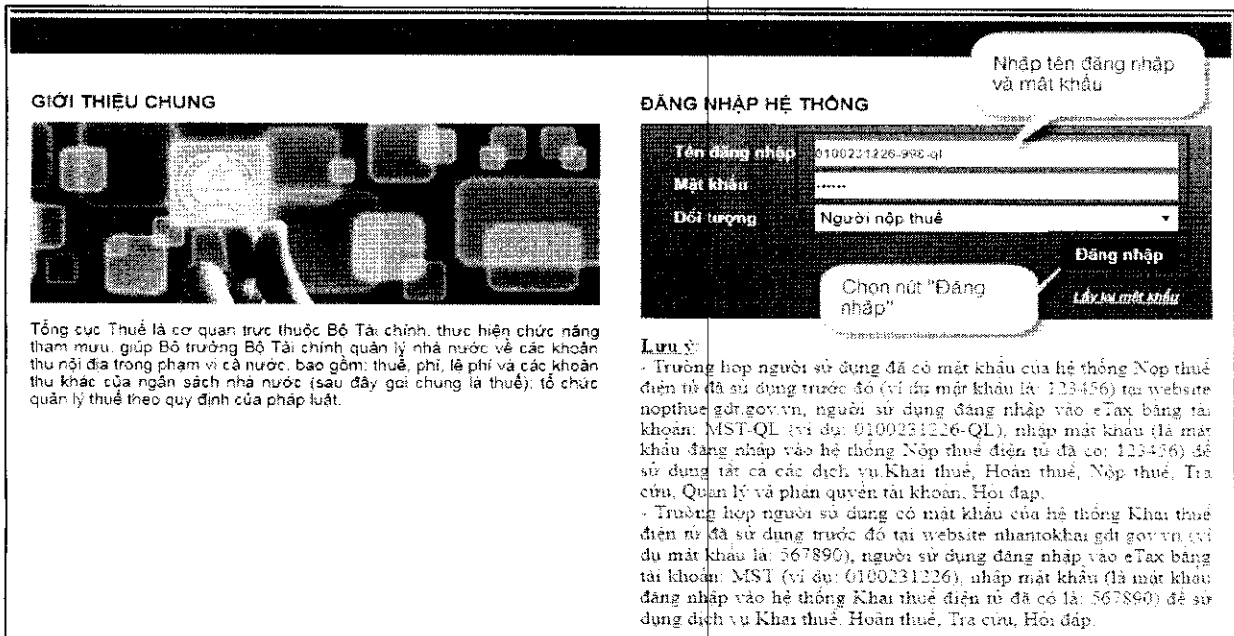 Nhập tên đăng nhập
và mật khẩu
GIỚI THIỆU CHUNG
Tổng cục Thuế là cơ quan trực thuộc Bộ Tài chính, thực hiện chức năng
tham mưu, giúp Bộ trưởng Bộ Tài chính quản lý nhà nước về các khoản
thu nội địa trong phạm vi cả nước, bao gồm: thuế, phí, lệ phí và các khoản
thu khác của ngân sách nhà nước (sau đây gọi chung là thuế); tổ chức
quản lý thuế theo quy định của pháp luật.
ĐĂNG NHẬP HỆ THỐNG
Tên đăng nhập 0100231226-998-ql
Mật khẩu ......
Đối tượng Người nộp thuế
Đăng nhập
Chọn nút "Đăng
nhập"
Lấy lại mật khẩu
Lưu ý:
- Trường hợp người sử dụng đã có mật khẩu của hệ thống Nộp thuế
điện tử đã sử dụng trước đó (ví dụ mật khẩu là: 123456) tại website
nopthue.gdt.gov.vn, người sử dụng đăng nhập vào eTax bằng tài
khoản: MST-QL (ví dụ: 0100231226-QL), nhập mật khẩu (là mật
khẩu đăng nhập vào hệ thống Nộp thuế điện tử đã có: 123456) để
sử dụng tất cả các dịch vụ Khai thuế, Hoàn thuế, Nộp thuế, Tra
cứu, Quản lý và phân quyền tài khoản, Hỏi đáp.
- Trường hợp người sử dụng có mật khẩu của hệ thống Khai thuế
điện tử đã sử dụng trước đó tại website nhantokhai.gdt.gov.vn (ví
dụ mật khẩu là: 567890), người sử dụng đăng nhập vào eTax bằng
tài khoản: MST (ví dụ: 0100231226), nhập mật khẩu (là mật khẩu
đăng nhập vào hệ thống Khai thuế điện tử đã có là: 567890) để sử
dụng dịch vụ Khai thuế, Hoàn thuế, Tra cứu, Hỏi đáp.